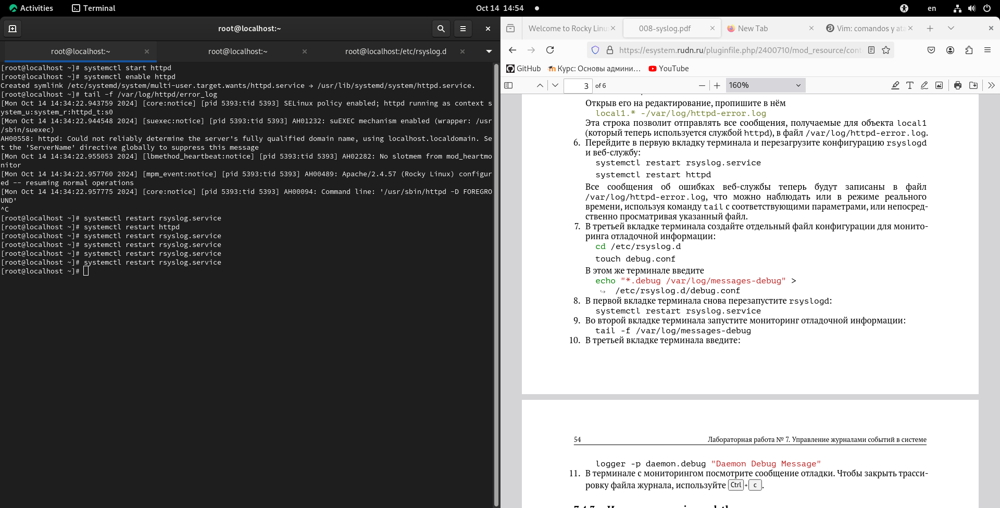 Activities
Terminal
Oct 14 14:54
en
root@localhost:~
root@localhost:~
root@localhost:~
root@localhost:/etc/rsyslog.d
[root@localhost ~]# systemctl start httpd
[root@localhost ~]# systemctl enable httpd
Created symlink /etc/systemd/system/multi-user.target.wants/httpd.service → /usr/lib/systemd/system/httpd.service.
[root@localhost ~]# tail -f /var/log/httpd/error_log
[Mon Oct 14 14:34:22.943759 2024] [core:notice] [pid 5393:tid 5393] SELinux policy enabled; httpd running as context s
ystem_u:system_r:httpd_t:s0
[Mon Oct 14 14:34:22.944548 2024] [suexec:notice] [pid 5393:tid 5393] AH01232: suEXEC mechanism enabled (wrapper: /usr
/sbin/suexec)
AH00558: httpd: Could not reliably determine the server's fully qualified domain name, using localhost.localdomain. Se
t the 'ServerName' directive globally to suppress this message
[Mon Oct 14 14:34:22.955053 2024] [lbmethod_heartbeat:notice] [pid 5393:tid 5393] AH02282: No slotmem from mod_heartmo
nitor
[Mon Oct 14 14:34:22.957760 2024] [mpm_event:notice] [pid 5393:tid 5393] AH00489: Apache/2.4.57 (Rocky Linux) configur
ed -- resuming normal operations
[Mon Oct 14 14:34:22.957775 2024] [core:notice] [pid 5393:tid 5393] AH00094: Command line: '/usr/sbin/httpd -D FOREGRO
UND'
^C
[root@localhost ~]# systemctl restart rsyslog.service
[root@localhost ~]# systemctl restart httpd
[root@localhost ~]# systemctl restart rsyslog.service
[root@localhost ~]# systemctl restart rsyslog.service
[root@localhost ~]# systemctl restart rsyslog.service
[root@localhost ~]# systemctl restart rsyslog.service
[root@localhost ~]#
Welcome to Rocky Linu
008-syslog.pdf
New Tab
Vim: comandos y ata
https://esystem.rudn.ru/pluginfile.php/2400710/mod_resource/cont
GitHub
Курс: Основы админи…
YouTube
3 of 6
160%
Открыв его на редактирование, пропишите в нём
local1.* -/var/log/httpd-error.log
Эта строка позволит отправлять все сообщения, получаемые для объекта local1
(который теперь используется службой httpd), в файл /var/log/httpd-error.log.
6. Перейдите в первую вкладку терминала и перезагрузите конфигурацию rsyslogd
и веб-службу:
systemctl restart rsyslog.service
systemctl restart httpd
Все сообщения об ошибках веб-службы теперь будут записаны в файл
/var/log/httpd-error.log, что можно наблюдать или в режиме реального
времени, используя команду tail с соответствующими параметрами, или непосред-
ственно просматривая указанный файл.
7. В третьей вкладке терминала создайте отдельный файл конфигурации для монито-
ринга отладочной информации:
cd /etc/rsyslog.d
touch debug.conf
В этом же терминале введите
echo "*.debug /var/log/messages-debug" >
↪ /etc/rsyslog.d/debug.conf
8. В первой вкладке терминала снова перезапустите rsyslogd:
systemctl restart rsyslog.service
9. Во второй вкладке терминала запустите мониторинг отладочной информации:
tail -f /var/log/messages-debug
10. В третьей вкладке терминала введите:
54 Лабораторная работа № 7. Управление журналами событий в системе
logger -p daemon.debug "Daemon Debug Message"
11. В терминале с мониторингом посмотрите сообщение отладки. Чтобы закрыть трасси-
ровку файла журнала, используйте Ctrl + c .